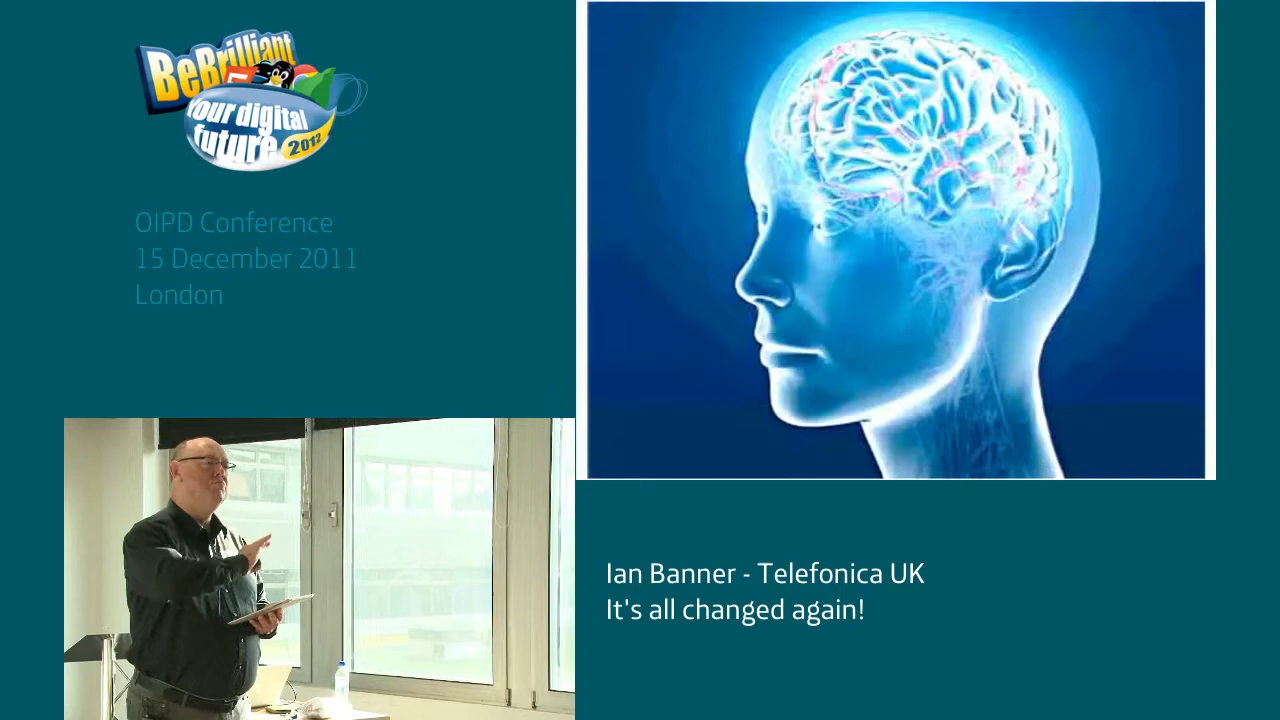 BeBrilliant
Your digital
future
2012
OIPD Conference
15 December 2011
London
Ian Banner - Telefonica UK
It's all changed again!